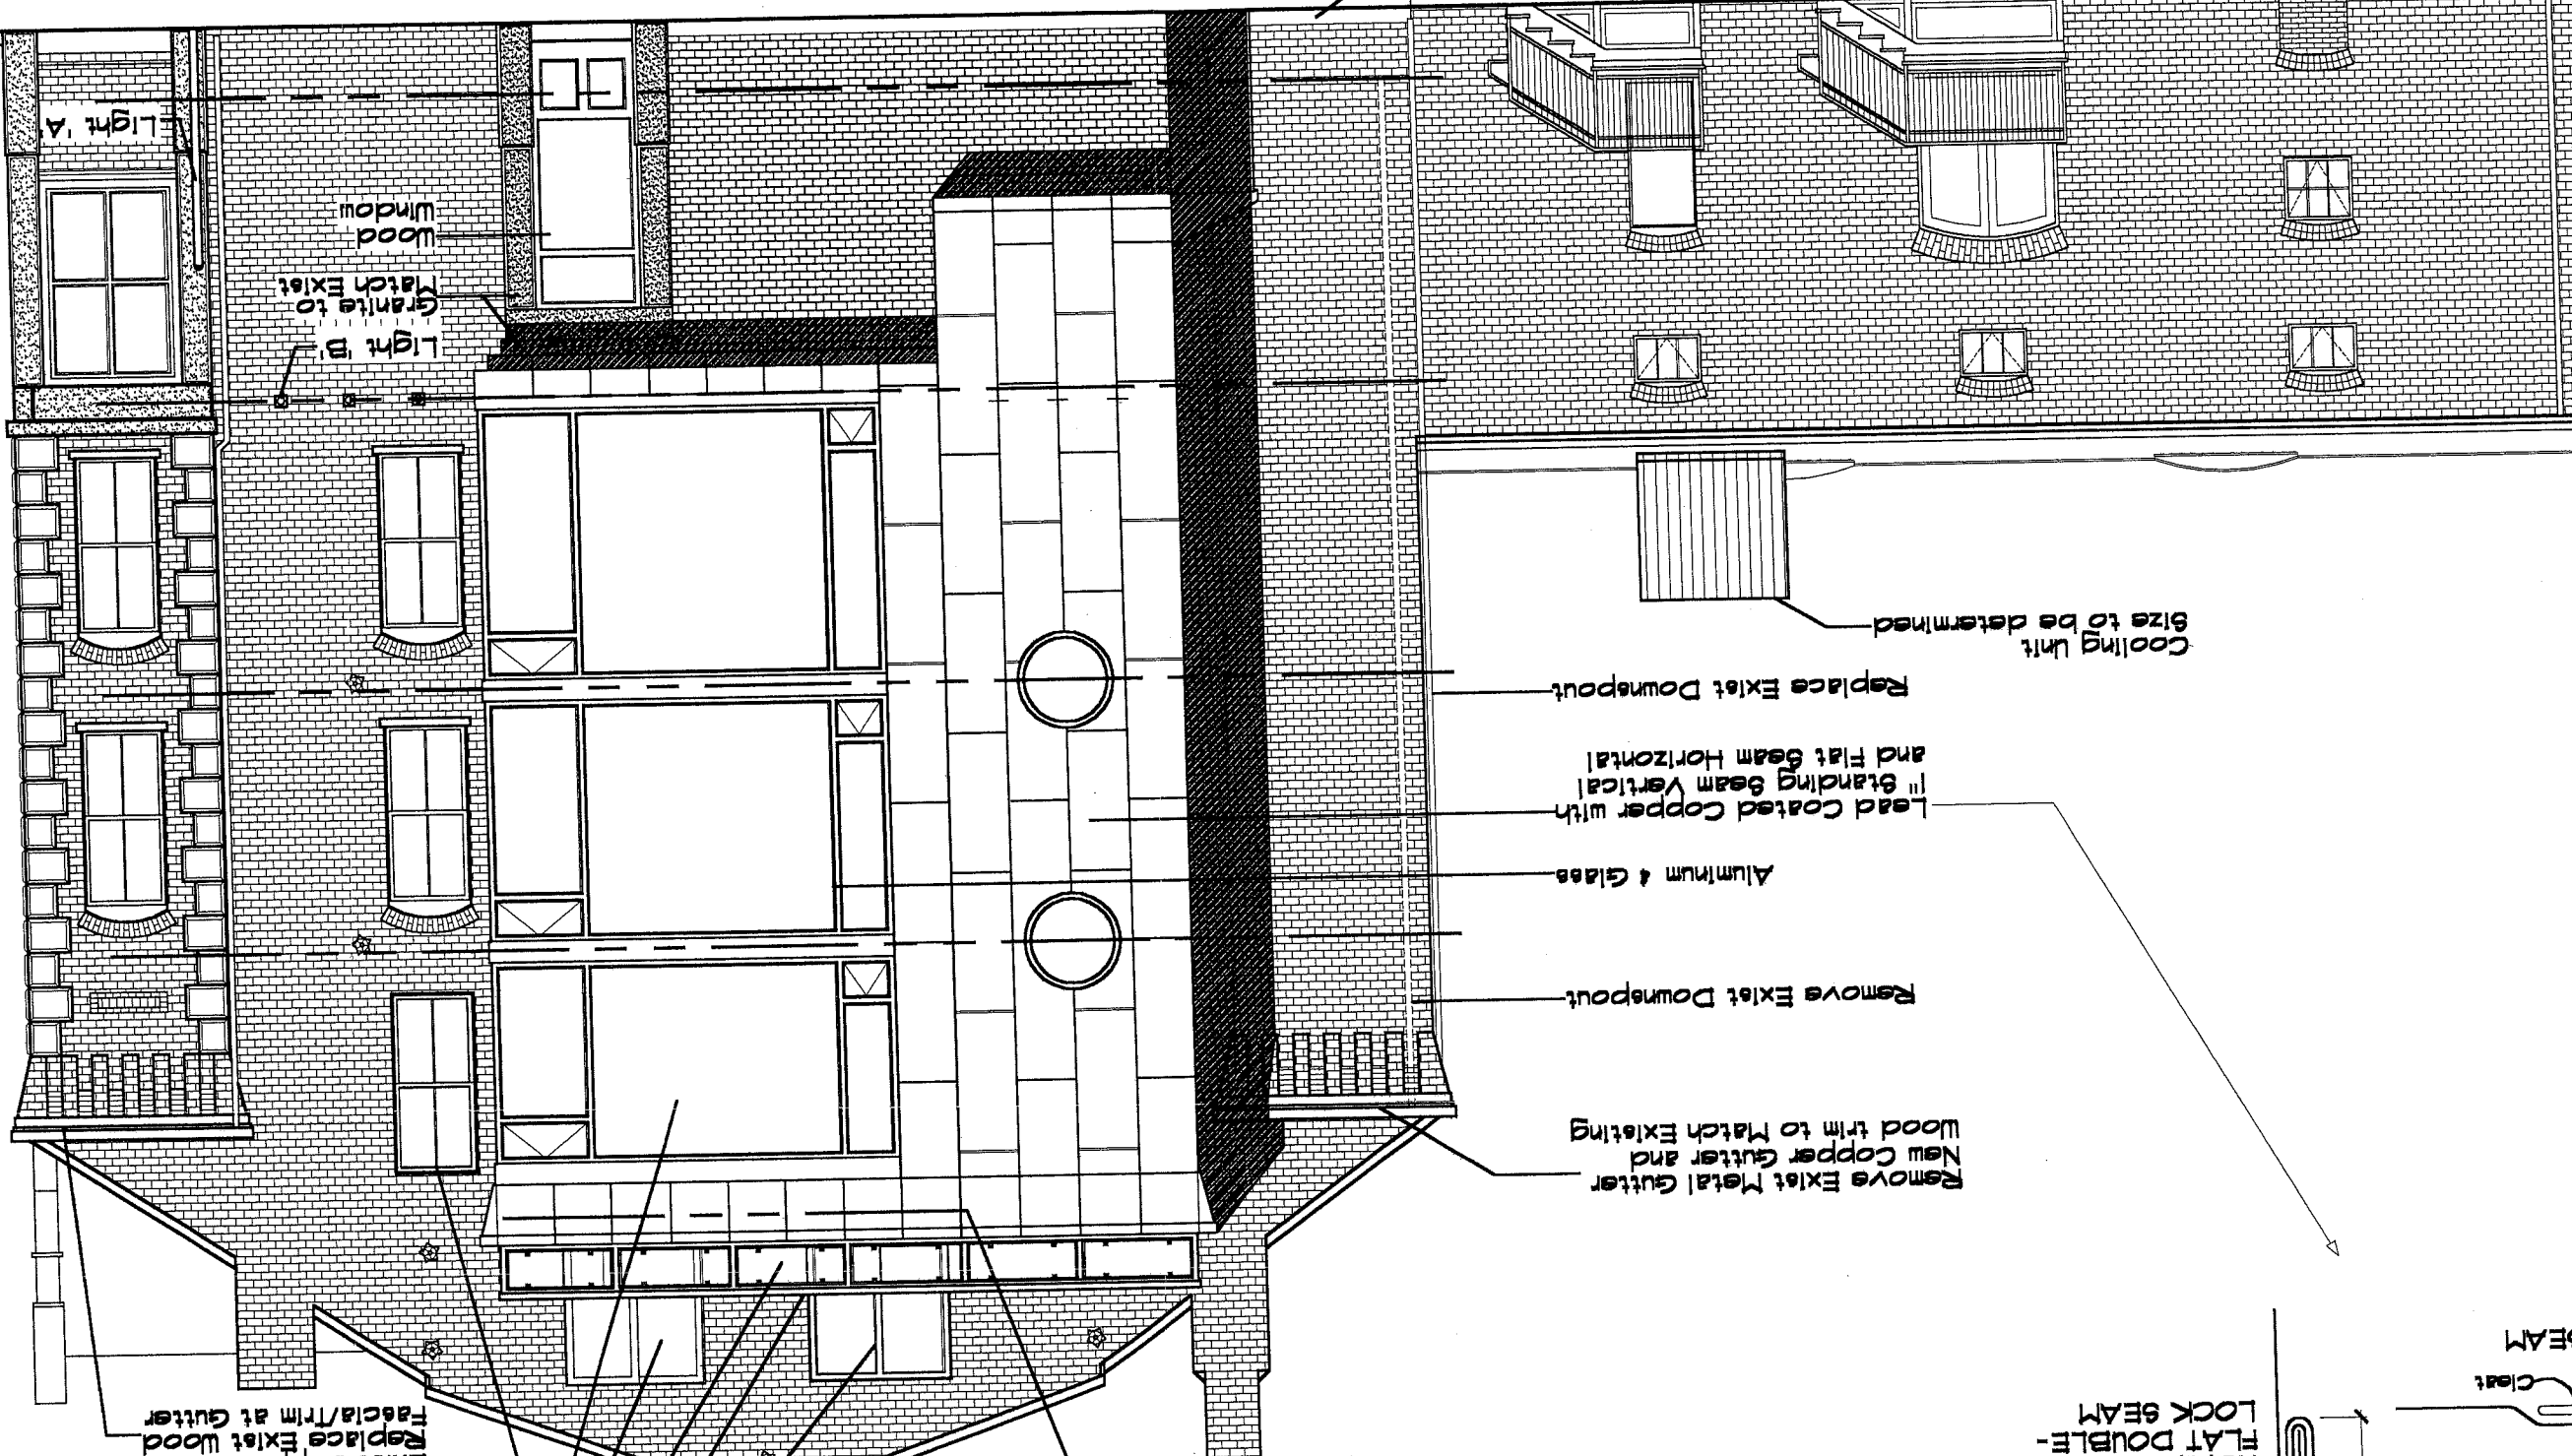 FLAT DOUBLE-
LOCK SEAM
Cleat
SEAM
Replace Exist Wood
Fascia/Trim at Gutter
Remove Exist Metal Gutter
New Copper Gutter and
Wood trim to Match Existing
Remove Exist Downspout
Aluminum & Glass
Lead Coated Copper with
1" Standing Seam Vertical
and Flat Seam Horizontal
Replace Exist Downspout
Cooling Unit
Size to be determined
Light 'B'
Granite to
Match Exist
Wood
Window
Light 'A'